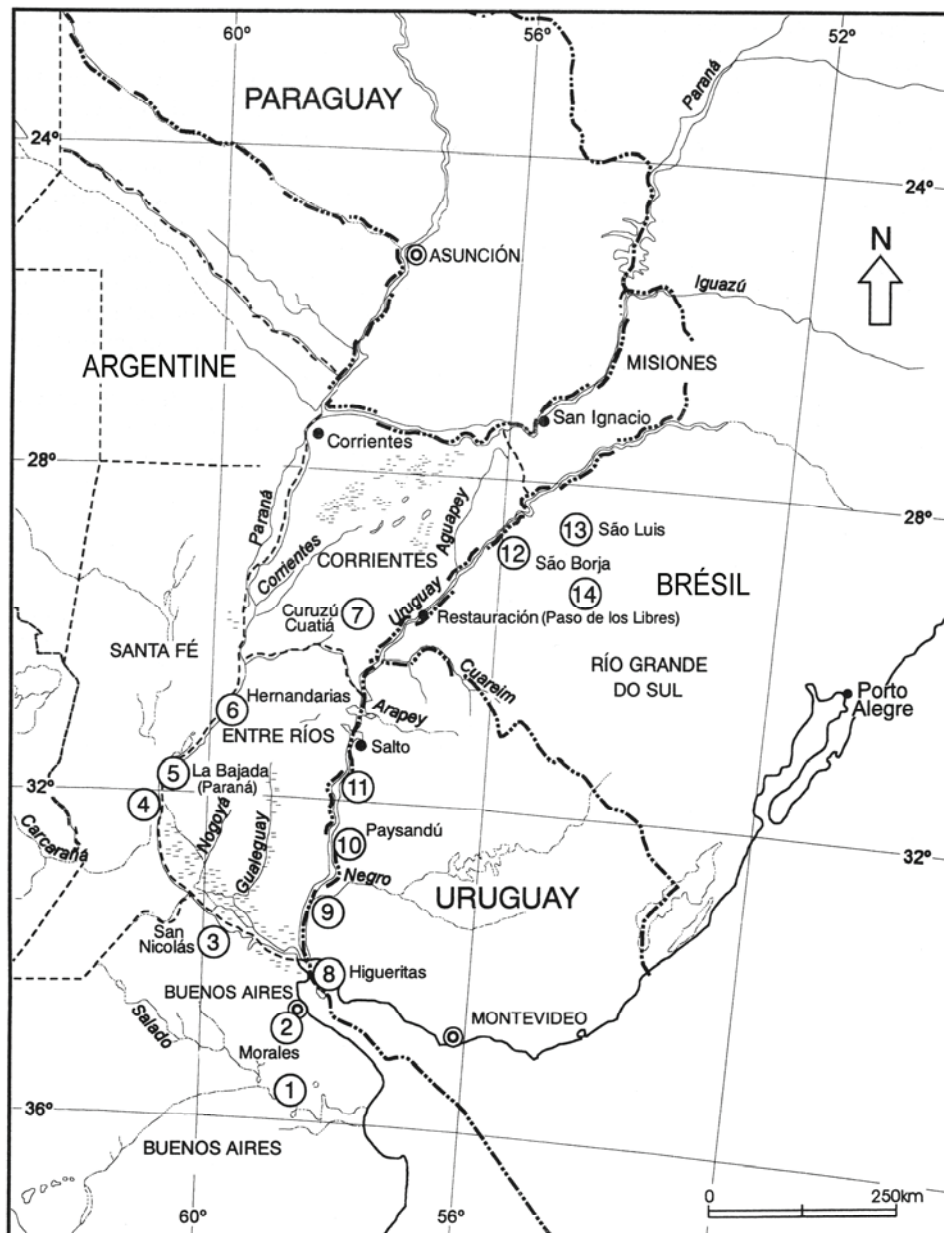 60°
56°
52°
PARAGUAY
Paraná
24°
24°
N
ASUNCIÓN
Iguazú
ARGENTINE
MISIONES
San Ignacio
Corrientes
28°
28°
Paraná
Corrientes
Aguapey
CORRIENTES
13
São Luis
12
São Borja
BRÉSIL
14
Curuzú
Cuatiá
7
Uruguay
Restauración (Paso de los Libres)
SANTA FÉ
RÍO GRANDE
DO SUL
Cuareim
Porto
Alegre
6
Hernandarias
Arapey
ENTRE RÍOS
Salto
5
La Bajada
(Paraná)
32°
4
11
Nogoyá
Gualeguay
Carcarañá
10
Paysandú
32°
Negro
URUGUAY
9
San
Nicolás
3
8
Higueritas
BUENOS AIRES
MONTEVIDEO
2
Salado
Morales
1
36°
BUENOS AIRES
0
250km
60°
56°